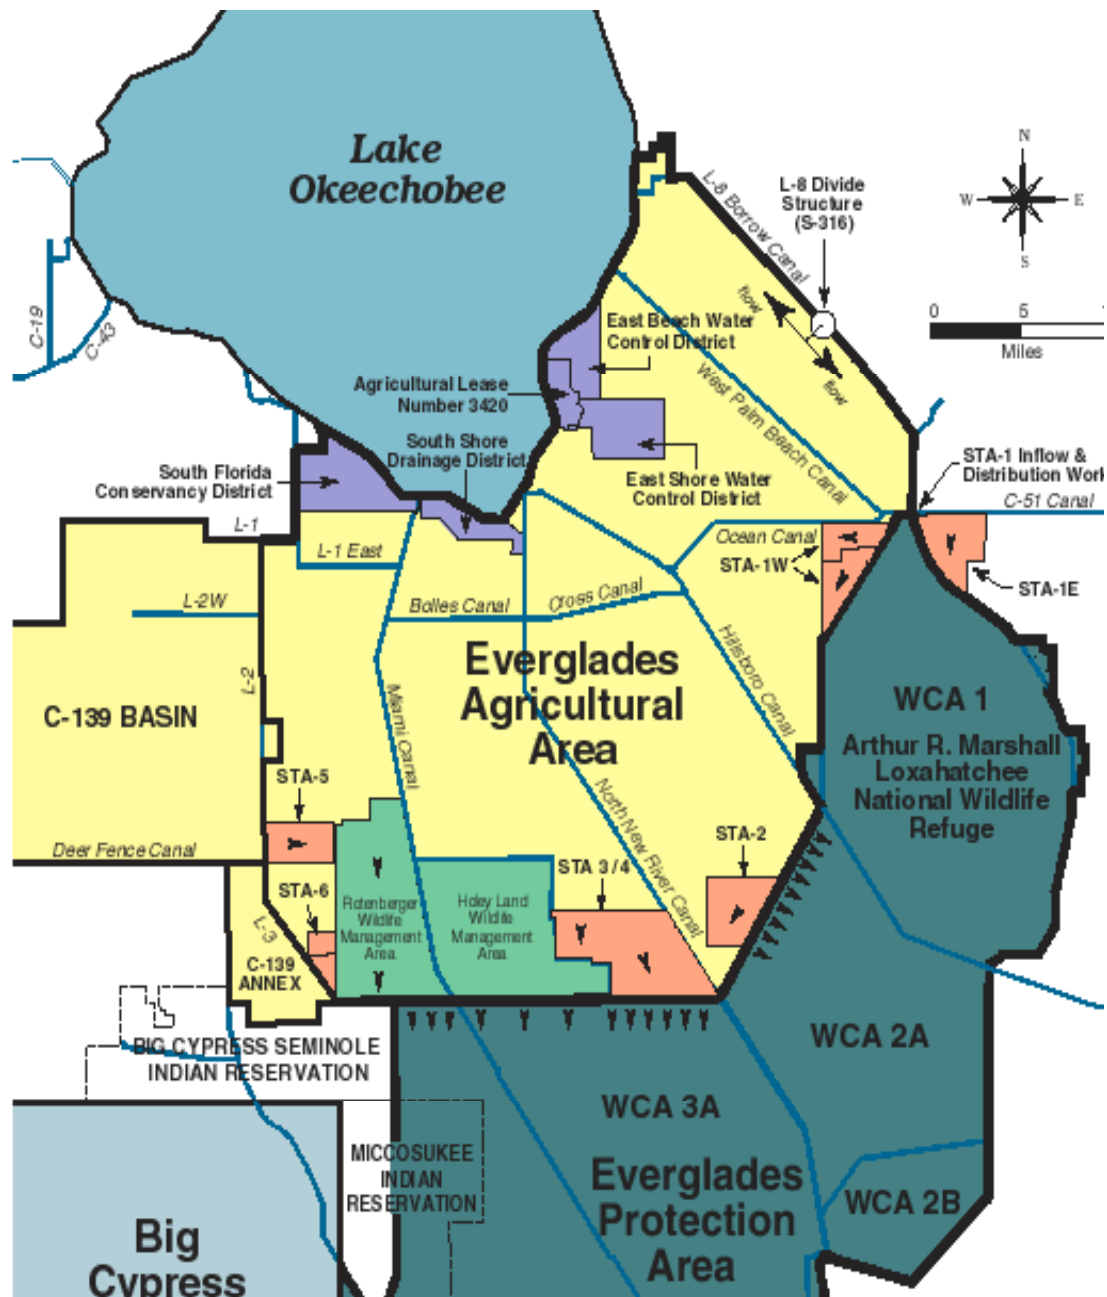 Lake
Okeechobee
N
W
E
S
L-8 Divide
Structure
(S-316)
L-8 Borrow Canal
0
5
Miles
flow
flow
C-19
C-43
East Beach Water
Control District
West Palm Beach Canal
Agricultural Lease
Number 3420
South Shore
Drainage District
South Florida
Conservancy District
East Shore Water
Control District
STA-1 Inflow &
Distribution Work
C-51 Canal
L-1
L-1 East
Ocean Canal
STA-1W
STA-1E
L-2W
Bolles Canal
Cross Canal
Hillsboro Canal
L-2
Everglades
Agricultural
Area
C-139 BASIN
Miami Canal
WCA 1
Arthur R. Marshall
Loxahatchee
National Wildlife
Refuge
STA-5
North New River Canal
STA-2
Deer Fence Canal
STA 3/4
STA-6
L-3
Rotenberger
Wildlife
Management
Area
Holey Land
Wildlife
Management
Area
C-139
ANNEX
BIG CYPRESS SEMINOLE
INDIAN RESERVATION
WCA 2A
WCA 3A
MICCOSUKEE
INDIAN
RESERVATION
Everglades
Protection
Area
WCA 2B
Big
Cypress